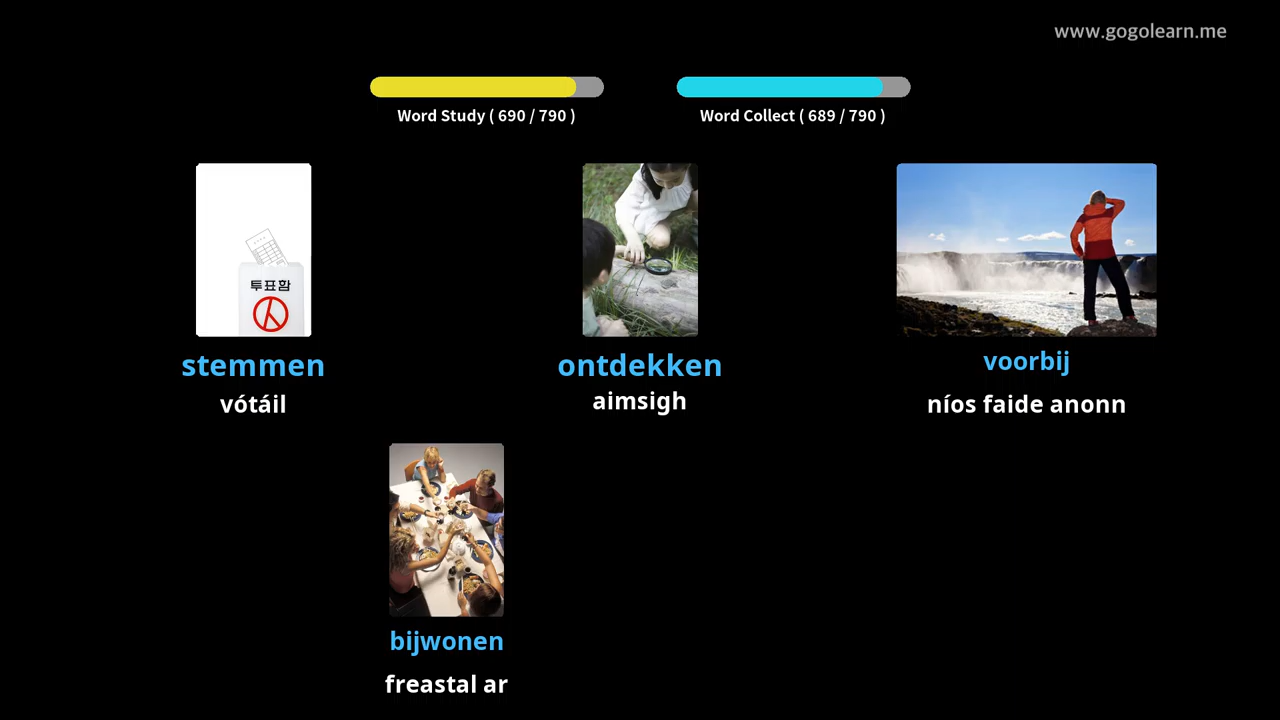 www.gogolearn.me
Word Study ( 690 / 790 )
Word Collect ( 689 / 790 )
투표함
stemmen
vótáil
ontdekken
aimsigh
voorbij
níos faide anonn
bijwonen
freastal ar